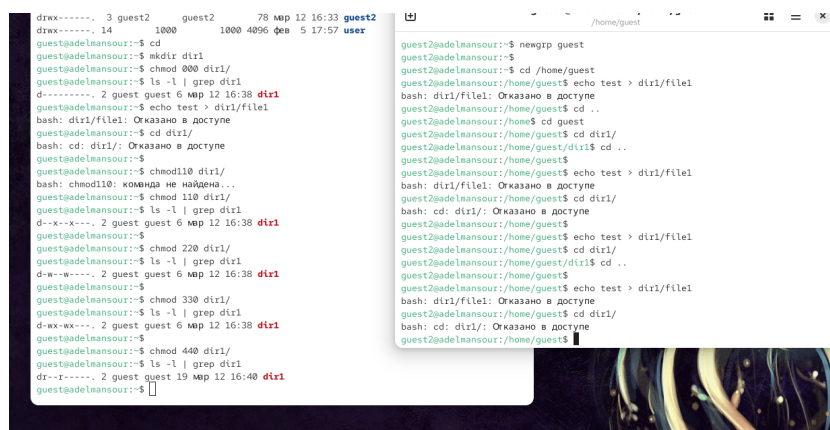 drwx------.  3 guest2     guest2       78 мар 12 16:33 guest2
drwx------. 14       1000       1000 4096 фев  5 17:57 user
guest@adelmansour:~$ cd
guest@adelmansour:~$ mkdir dir1
guest@adelmansour:~$ chmod 000 dir1/
guest@adelmansour:~$ ls -l | grep dir1
d---------. 2 guest guest 6 мар 12 16:38 dir1
guest@adelmansour:~$ echo test > dir1/file1
bash: dir1/file1: Отказано в доступе
guest@adelmansour:~$ cd dir1/
bash: cd: dir1/: Отказано в доступе
guest@adelmansour:~$
guest@adelmansour:~$ chmod110 dir1/
bash: chmod110: команда не найдена...
guest@adelmansour:~$ chmod 110 dir1/
guest@adelmansour:~$ ls -l | grep dir1
d--x--x---. 2 guest guest 6 мар 12 16:38 dir1
guest@adelmansour:~$
guest@adelmansour:~$ chmod 220 dir1/
guest@adelmansour:~$ ls -l | grep dir1
d-w--w----. 2 guest guest 6 мар 12 16:38 dir1
guest@adelmansour:~$
guest@adelmansour:~$ chmod 330 dir1/
guest@adelmansour:~$ ls -l | grep dir1
d-wx-wx---. 2 guest guest 6 мар 12 16:38 dir1
guest@adelmansour:~$
guest@adelmansour:~$ chmod 440 dir1/
guest@adelmansour:~$ ls -l | grep dir1
dr--r-----. 2 guest guest 19 мар 12 16:40 dir1
guest@adelmansour:~$
/home/guest
guest2@adelmansour:~$ newgrp guest
guest2@adelmansour:~$
guest2@adelmansour:~$ cd /home/guest
guest2@adelmansour:/home/guest$ echo test > dir1/file1
bash: dir1/file1: Отказано в доступе
guest2@adelmansour:/home/guest$ cd ..
guest2@adelmansour:/home$ cd guest
guest2@adelmansour:/home/guest$ cd dir1/
guest2@adelmansour:/home/guest/dir1$ cd ..
guest2@adelmansour:/home/guest$
guest2@adelmansour:/home/guest$ echo test > dir1/file1
bash: dir1/file1: Отказано в доступе
guest2@adelmansour:/home/guest$ cd dir1/
bash: cd: dir1/: Отказано в доступе
guest2@adelmansour:/home/guest$
guest2@adelmansour:/home/guest$ echo test > dir1/file1
guest2@adelmansour:/home/guest$ cd dir1/
guest2@adelmansour:/home/guest/dir1$ cd ..
guest2@adelmansour:/home/guest$
guest2@adelmansour:/home/guest$ echo test > dir1/file1
bash: dir1/file1: Отказано в доступе
guest2@adelmansour:/home/guest$ cd dir1/
bash: cd: dir1/: Отказано в доступе
guest2@adelmansour:/home/guest$